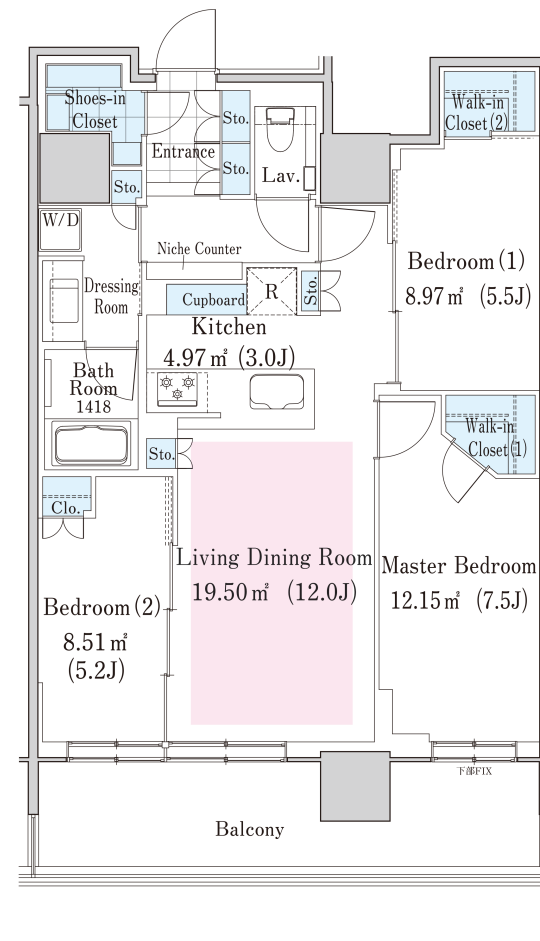 Shoes-in
Closet
Sto.
Walk-in
Closet(2)
Entrance
Sto.
Lav.
Sto.
W/D
Niche Counter
Bedroom(1)
8.97㎡ (5.5J)
Dressing
Room
Cupboard
R
Sto.
Kitchen
4.97㎡ (3.0J)
Bath
Room
1418
Walk-in
Closet(1)
Sto.
Clo.
Living Dining Room
19.50㎡ (12.0J)
Master Bedroom
12.15㎡ (7.5J)
Bedroom(2)
8.51㎡
(5.2J)
下部FIX
Balcony